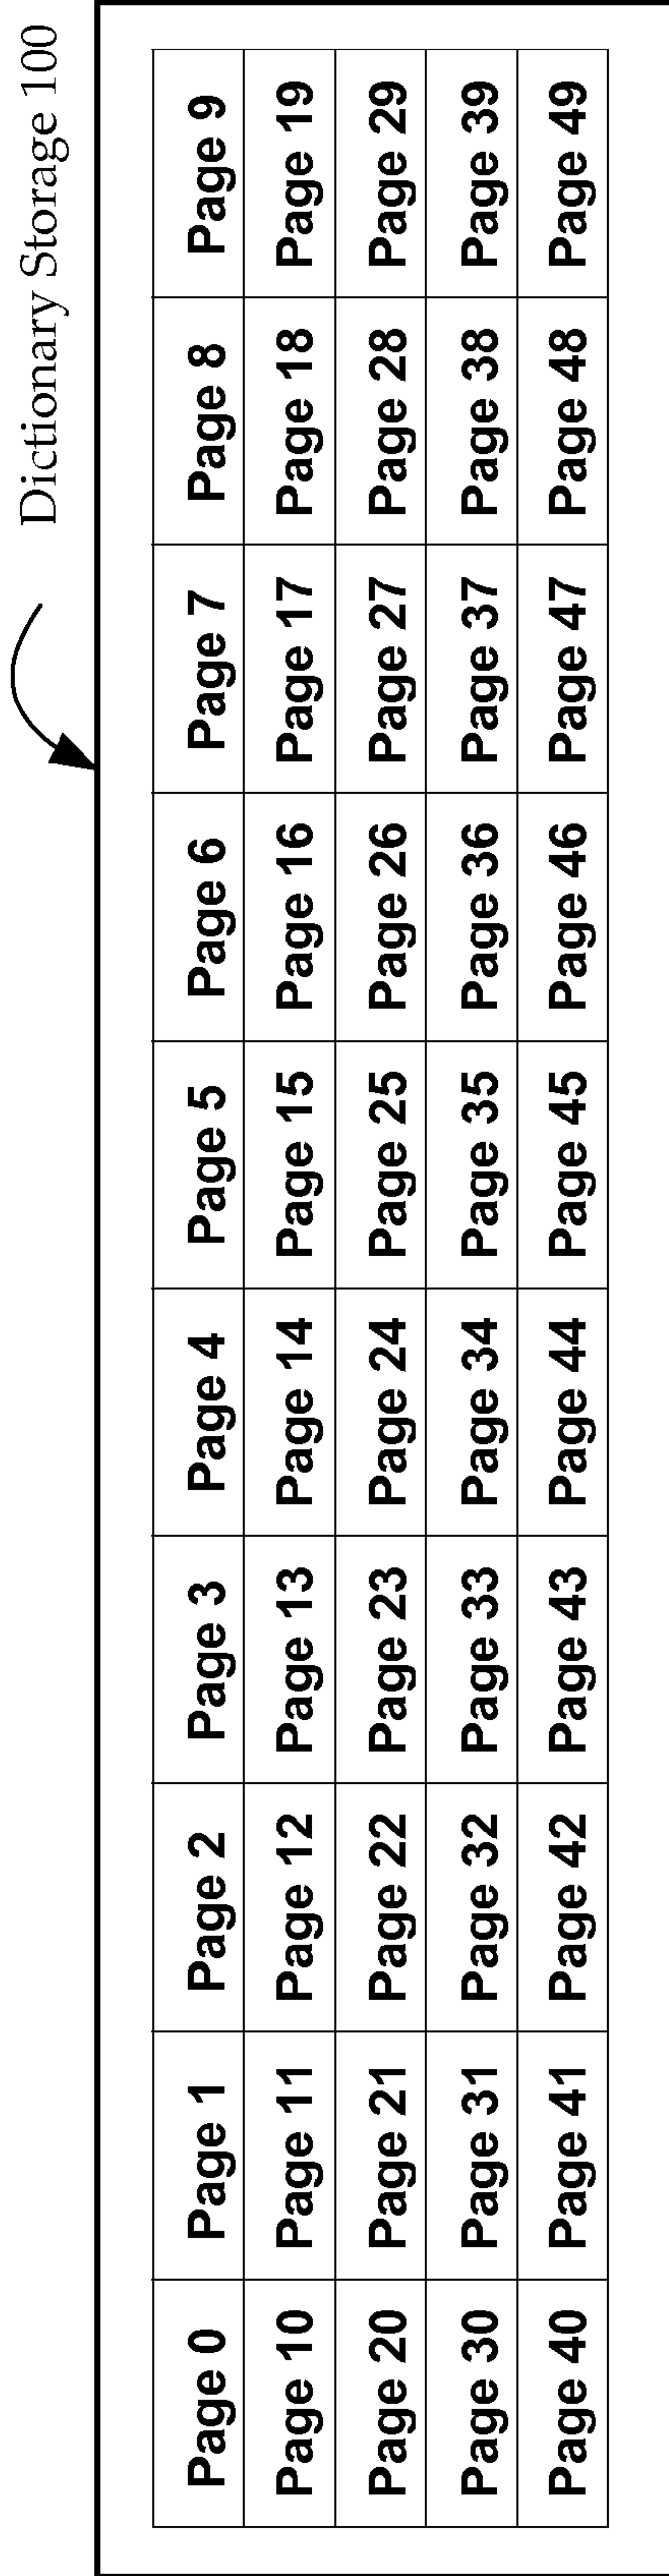 Dictionary Storage 100
Page 0 Page 1 Page 2 Page 3 Page 4 Page 5 Page 6 Page 7 Page 8 Page 9
Page 10 Page 11 Page 12 Page 13 Page 14 Page 15 Page 16 Page 17 Page 18 Page 19
Page 20 Page 21 Page 22 Page 23 Page 24 Page 25 Page 26 Page 27 Page 28 Page 29
Page 30 Page 31 Page 32 Page 33 Page 34 Page 35 Page 36 Page 37 Page 38 Page 39
Page 40 Page 41 Page 42 Page 43 Page 44 Page 45 Page 46 Page 47 Page 48 Page 49